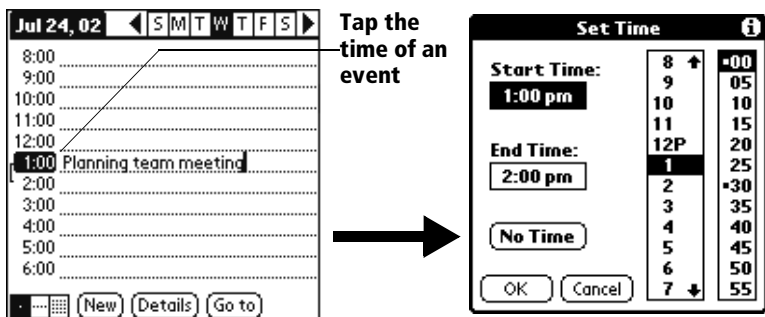 Jul 24, 02 S M T W T F S
8:00
9:00
10:00
11:00
12:00
1:00 Planning team meeting
2:00
3:00
4:00
5:00
6:00
New Details Go to
Tap the
time of an
event
Set Time i
Start Time:
1:00 pm
End Time:
2:00 pm
No Time
OK Cancel
8
9
10
11
12P
1
2
3
4
5
6
7
00
05
10
15
20
25
30
35
40
45
50
55